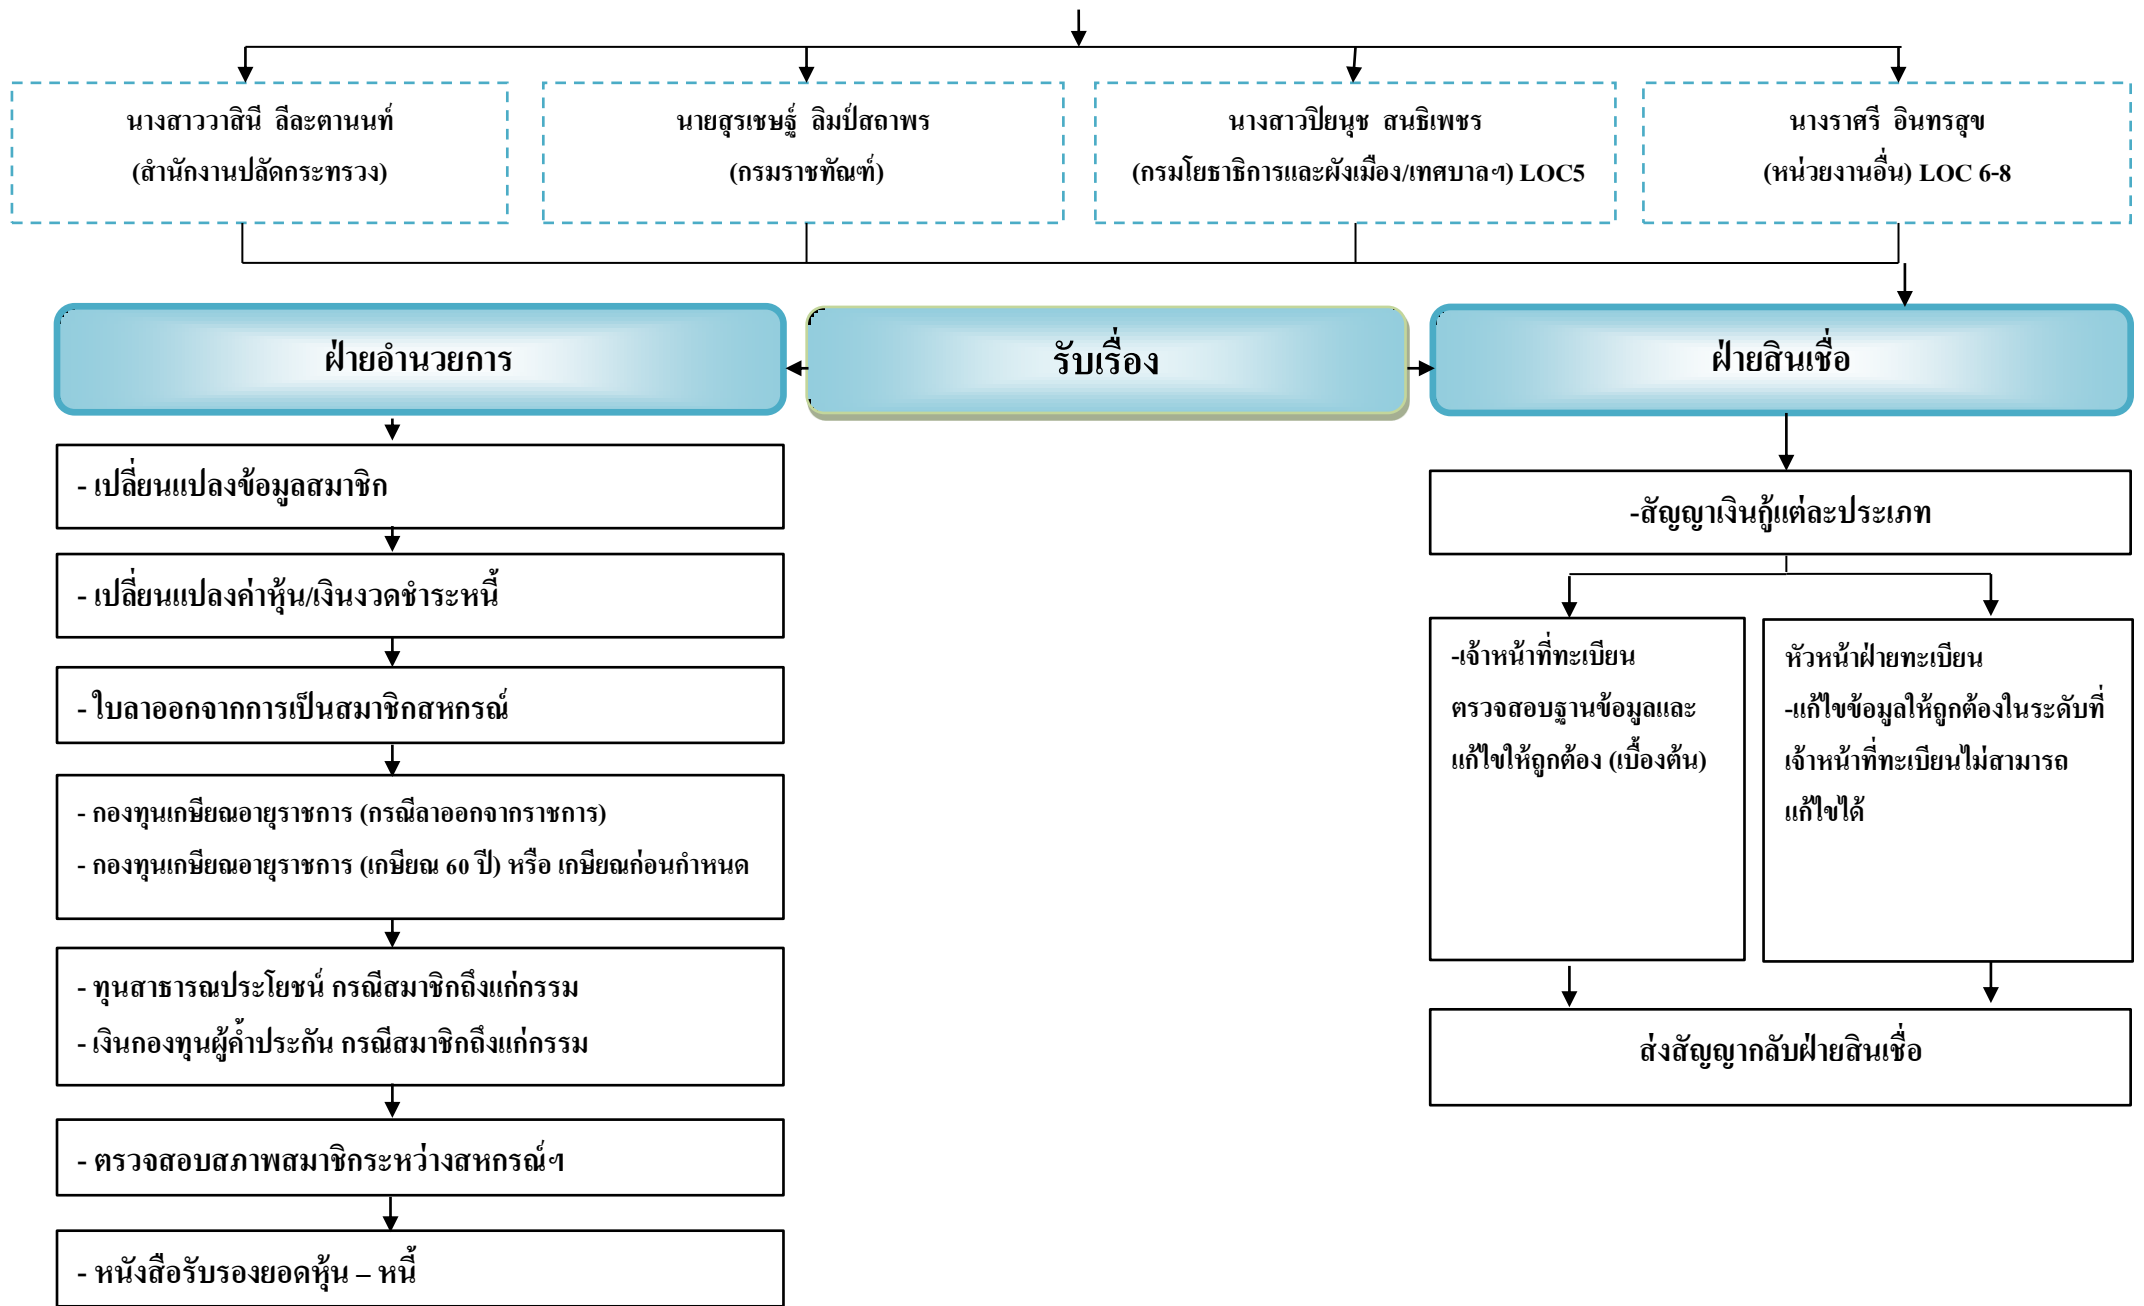 นางสาววาสินี ลีละตานนท์
(สำนักงานปลัดกระทรวง)
นายสุรเชษฐ์ ลิมป์สถาพร
(กรมราชทัณฑ์)
นางสาวปิยนุช สนธิเพชร
(กรมโยธาธิการและผังเมือง/เทศบาลฯ) LOC5
นางราศรี อินทรสุข
(หน่วยงานอื่น) LOC 6-8
ฝ่ายอำนวยการ
รับเรื่อง
ฝ่ายสินเชื่อ
- เปลี่ยนแปลงข้อมูลสมาชิก
- เปลี่ยนแปลงค่าหุ้น/เงินงวดชำระหนี้
- ใบลาออกจากการเป็นสมาชิกสหกรณ์
- กองทุนเกษียณอายุราชการ (กรณีลาออกจากราชการ)
- กองทุนเกษียณอายุราชการ (เกษียณ 60 ปี) หรือ เกษียณก่อนกำหนด
- ทุนสาธารณประโยชน์ กรณีสมาชิกถึงแก่กรรม
- เงินกองทุนผู้ค้ำประกัน กรณีสมาชิกถึงแก่กรรม
- ตรวจสอบสภาพสมาชิกระหว่างสหกรณ์ฯ
- หนังสือรับรองยอดหุ้น – หนี้
-สัญญาเงินกู้แต่ละประเภท
-เจ้าหน้าที่ทะเบียน
ตรวจสอบฐานข้อมูลและ
แก้ไขให้ถูกต้อง (เบื้องต้น)
หัวหน้าฝ่ายทะเบียน
-แก้ไขข้อมูลให้ถูกต้องในระดับที่
เจ้าหน้าที่ทะเบียนไม่สามารถ
แก้ไขได้
ส่งสัญญากลับฝ่ายสินเชื่อ